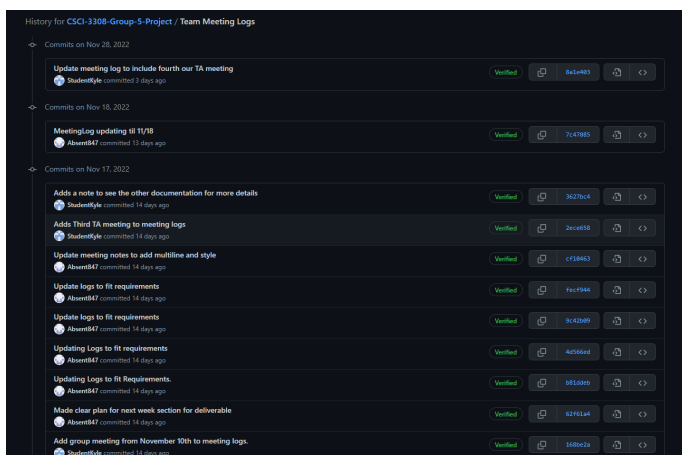 History for CSCI-3308-Group-5-Project / Team Meeting Logs
Commits on Nov 28, 2022
Update meeting log to include fourth our TA meeting
Verified 8a1e403
StudentKyle committed 3 days ago
Commits on Nov 18, 2022
MeetingLog updating til 11/18
Verified 7c47085
Absent847 committed 13 days ago
Commits on Nov 17, 2022
Adds a note to see the other documentation for more details
Verified 3627bc4
StudentKyle committed 14 days ago
Adds Third TA meeting to meeting logs
Verified 2ece658
StudentKyle committed 14 days ago
Update meeting notes to add multiline and style
Verified cf10463
Absent847 committed 14 days ago
Update logs to fit requirements
Verified fecf944
Absent847 committed 14 days ago
Update logs to fit requirements
Verified 9c42b09
Absent847 committed 14 days ago
Updating Logs to fit requirements
Verified 4d566ed
Absent847 committed 14 days ago
Updating Logs to fit Requirements.
Verified b81ddeb
Absent847 committed 14 days ago
Made clear plan for next week section for deliverable
Verified 62f61a4
Absent847 committed 14 days ago
Add group meeting from November 10th to meeting logs.
Verified 168be2a
StudentKyle committed 14 days ago